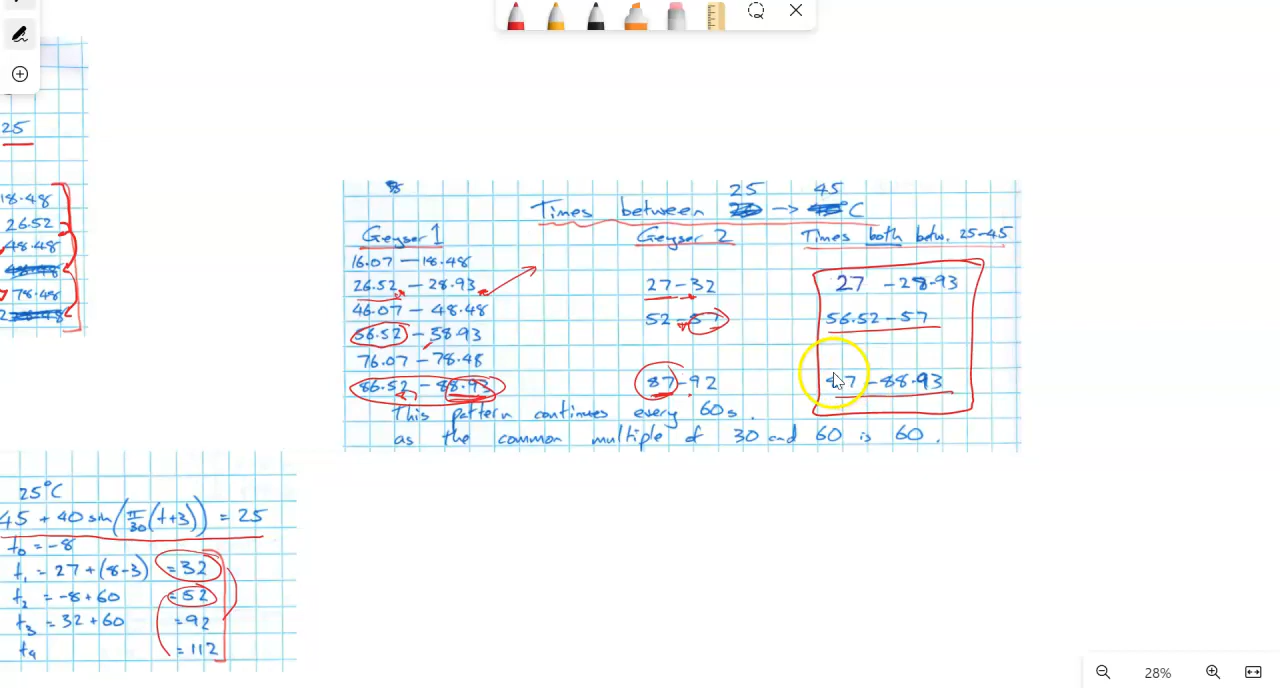 25
18.48
26.52
48.48
78.48
25 45
Times between → °C
Geyser 1 Geyser 2 Times both betw. 25-45
16.07 - 18.48
26.52 - 28.93 27 - 32 27 - 28.93
46.07 - 48.48
56.52 - 58.93 52 - 57 56.52 - 57
76.07 - 78.48
86.52 - 88.93 87 - 92 - 88.93
This pattern continues every 60s.
as the common multiple of 30 and 60 is 60.
25°C
45 + 40 sin(π/30(t+3)) = 25
t0 = -8
t1 = 27 + (8-3) = 32
t2 = -8 + 60 = 52
t3 = 32 + 60 = 92
t4 = 112
28%